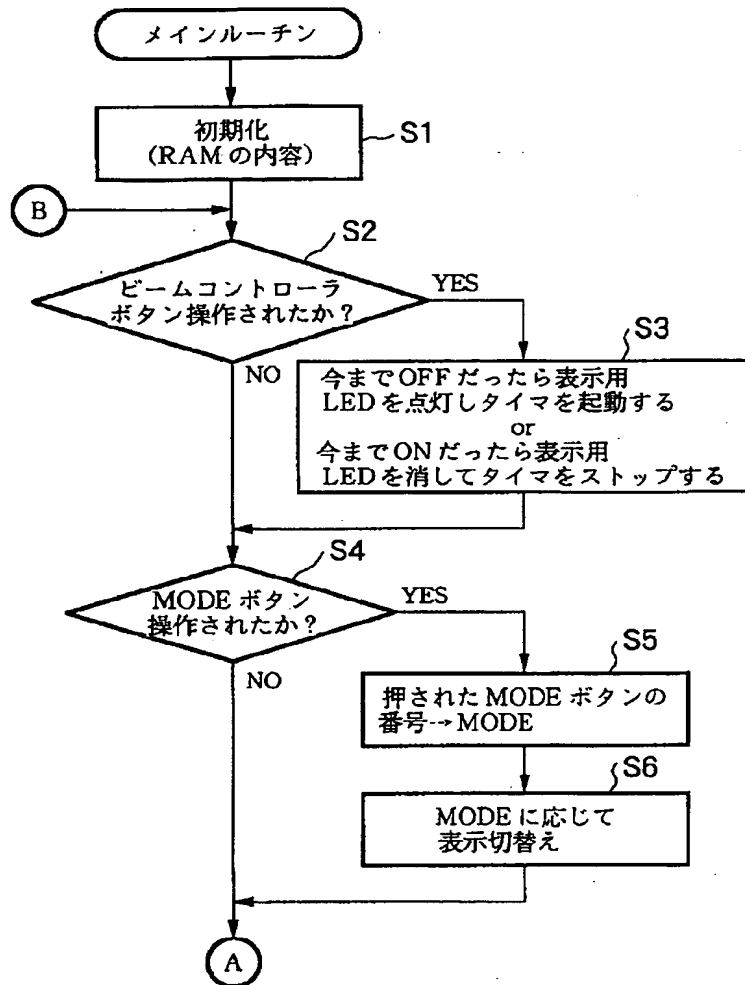 メインルーチン
初期化
(RAMの内容)
S1
B
S2
ビームコントローラ
ボタン操作されたか?
YES
NO
S3
今までOFFだったら表示用
LEDを点灯しタイマを起動する
or
今までONだったら表示用
LEDを消してタイマをストップする
S4
MODEボタン
操作されたか?
YES
NO
S5
押されたMODEボタンの
番号→MODE
S6
MODEに応じて
表示切替え
A